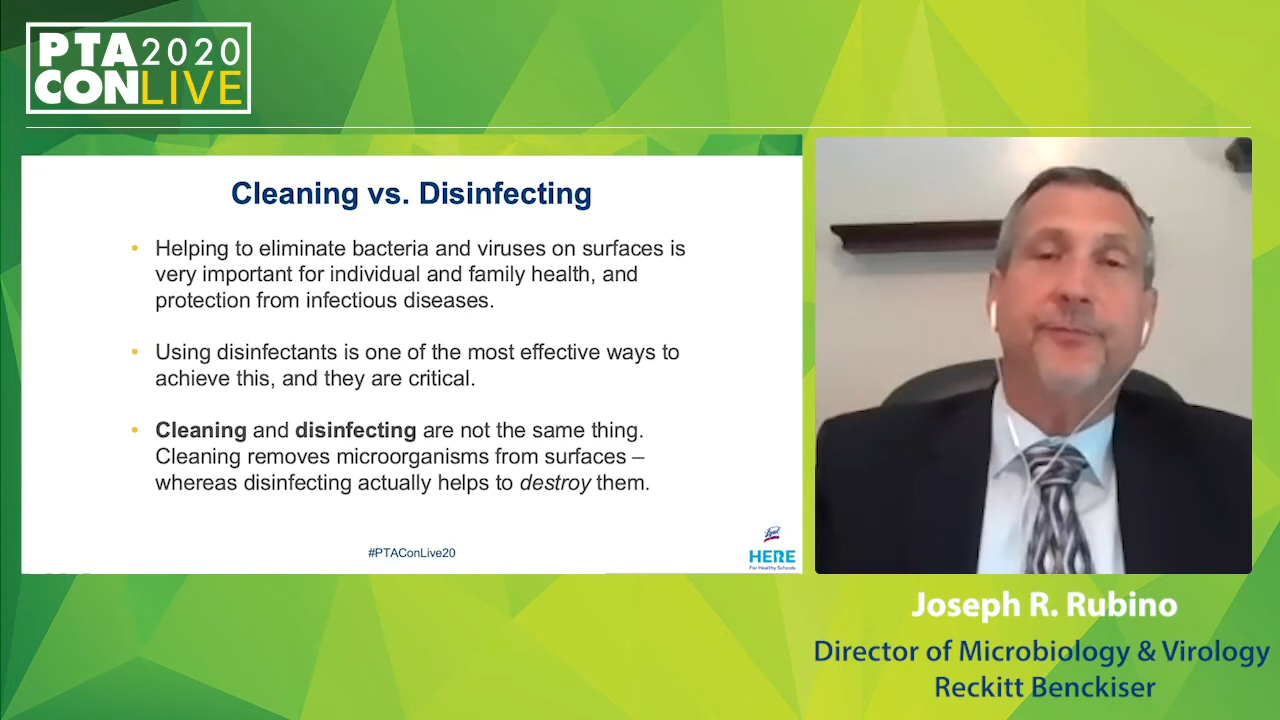 PTA2020
CONLIVE
Cleaning vs. Disinfecting
• Helping to eliminate bacteria and viruses on surfaces is
very important for individual and family health, and
protection from infectious diseases.
• Using disinfectants is one of the most effective ways to
achieve this, and they are critical.
• Cleaning and disinfecting are not the same thing.
Cleaning removes microorganisms from surfaces –
whereas disinfecting actually helps to destroy them.
#PTAConLive20
Lysol
HERE
For Healthy Schools
Joseph R. Rubino
Director of Microbiology & Virology
Reckitt Benckiser